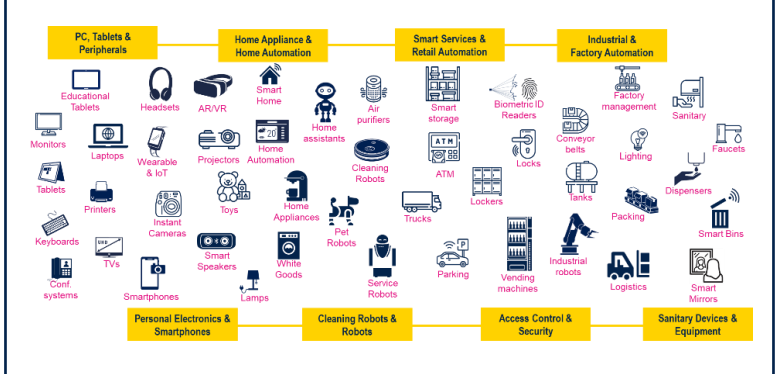 PC, Tablets &
Peripherals
Home Appliance &
Home Automation
Smart Services &
Retail Automation
Industrial &
Factory Automation
Educational
Tablets
Headsets
AR/VR
Smart
Home
Home
assistants
Air
purifiers
Smart
storage
Biometric ID
Readers
Factory
management
Sanitary
Monitors
Laptops
Wearable
& IoT
Projectors
20°
Home
Automation
Cleaning
Robots
ATM
ATM
Locks
Conveyor
belts
Lighting
Faucets
Tablets
Printers
Instant
Cameras
Toys
Home
Appliances
Pet
Robots
Trucks
Lockers
Tanks
Packing
Dispensers
Smart Bins
Keyboards
UHD
TVs
Smart
Speakers
White
Goods
Service
Robots
P
Parking
Vending
machines
Industrial
robots
Logistics
Smart
Mirrors
Conf.
systems
Smartphones
Lamps
Personal Electronics &
Smartphones
Cleaning Robots &
Robots
Access Control &
Security
Sanitary Devices &
Equipment